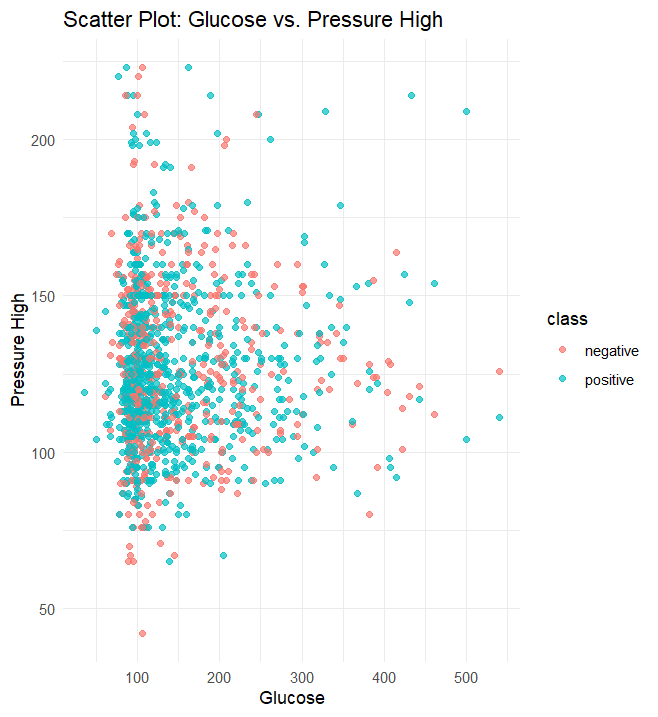 Scatter Plot: Glucose vs. Pressure High
200
150
100
50
Pressure High
100 200 300 400 500
Glucose
class
negative
positive